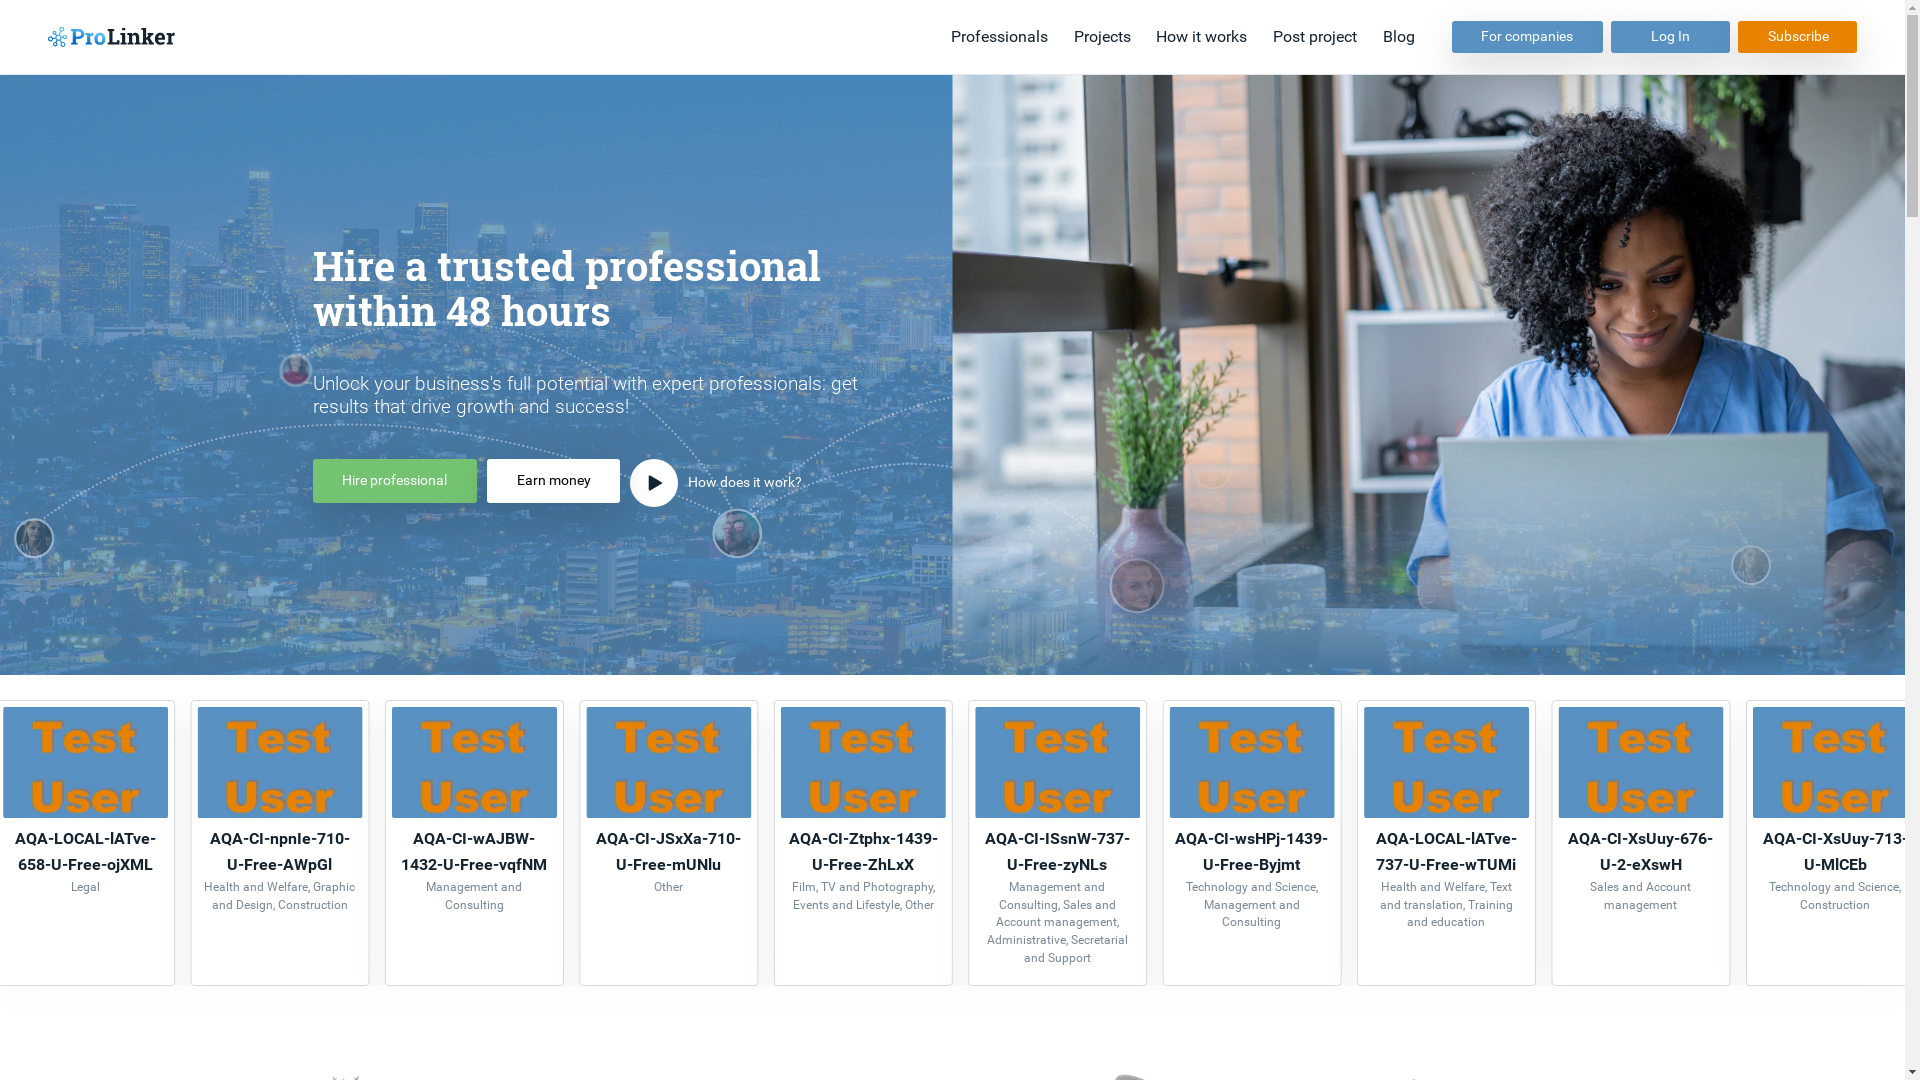 ProLinker
Professionals
Projects
How it works
Post project
Blog
For companies
Log In
Subscribe
Hire a trusted professional
within 48 hours
Unlock your business's full potential with expert professionals: get
results that drive growth and success!
Hire professional
Earn money
How does it work?
Test
User
AQA-LOCAL-lATve-
658-U-Free-ojXML
Legal
Test
User
AQA-CI-npnIe-710-
U-Free-AWpGl
Health and Welfare, Graphic
and Design, Construction
Test
User
AQA-CI-wAJBW-
1432-U-Free-vqfNM
Management and
Consulting
Test
User
AQA-CI-JSxXa-710-
U-Free-mUNlu
Other
Test
User
AQA-CI-Ztphx-1439-
U-Free-ZhLxX
Film, TV and Photography,
Events and Lifestyle, Other
Test
User
AQA-CI-ISsnW-737-
U-Free-zyNLs
Management and
Consulting, Sales and
Account management,
Administrative, Secretarial
and Support
Test
User
AQA-CI-wsHPj-1439-
U-Free-Byjmt
Technology and Science,
Management and
Consulting
Test
User
AQA-LOCAL-lATve-
737-U-Free-wTUMi
Health and Welfare, Text
and translation, Training
and education
Test
User
AQA-CI-XsUuy-676-
U-2-eXswH
Sales and Account
management
Test
User
AQA-CI-XsUuy-713-
U-MlCEb
Technology and Science,
Construction